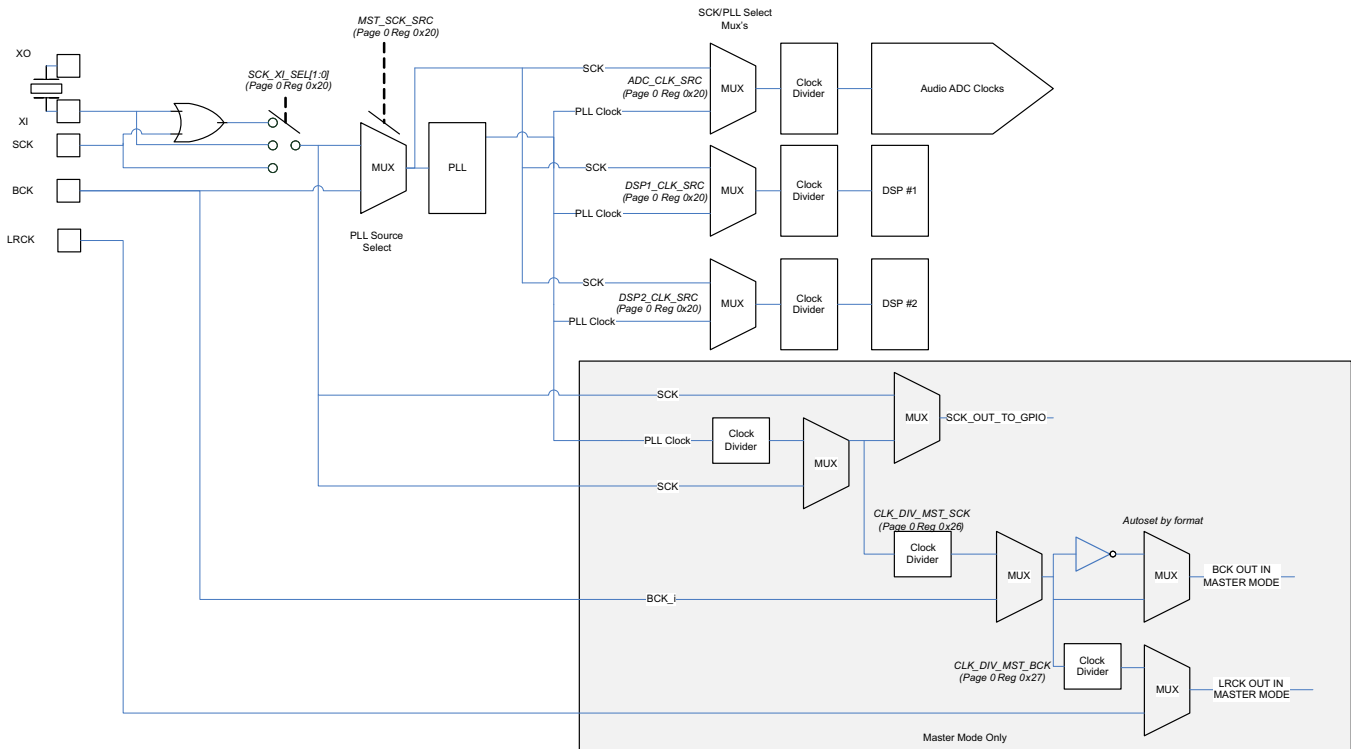 SCK/PLL Select
Mux's
MST_SCK_SRC
(Page 0 Reg 0x20)
XO
SCK_XI_SEL[1:0]
(Page 0 Reg 0x20)
XI
SCK
BCK
LRCK
MUX
PLL
PLL Source
Select
SCK
ADC_CLK_SRC
(Page 0 Reg 0x20)
PLL Clock
MUX
Clock
Divider
Audio ADC Clocks
SCK
DSP1_CLK_SRC
(Page 0 Reg 0x20)
PLL Clock
MUX
Clock
Divider
DSP #1
SCK
DSP2_CLK_SRC
(Page 0 Reg 0x20)
PLL Clock
MUX
Clock
Divider
DSP #2
SCK
MUX
SCK_OUT_TO_GPIO
PLL Clock
Clock
Divider
MUX
SCK
CLK_DIV_MST_SCK
(Page 0 Reg 0x26)
Clock
Divider
MUX
Autoset by format
MUX
BCK OUT IN
MASTER MODE
BCK_i
CLK_DIV_MST_BCK
(Page 0 Reg 0x27)
Clock
Divider
MUX
LRCK OUT IN
MASTER MODE
Master Mode Only